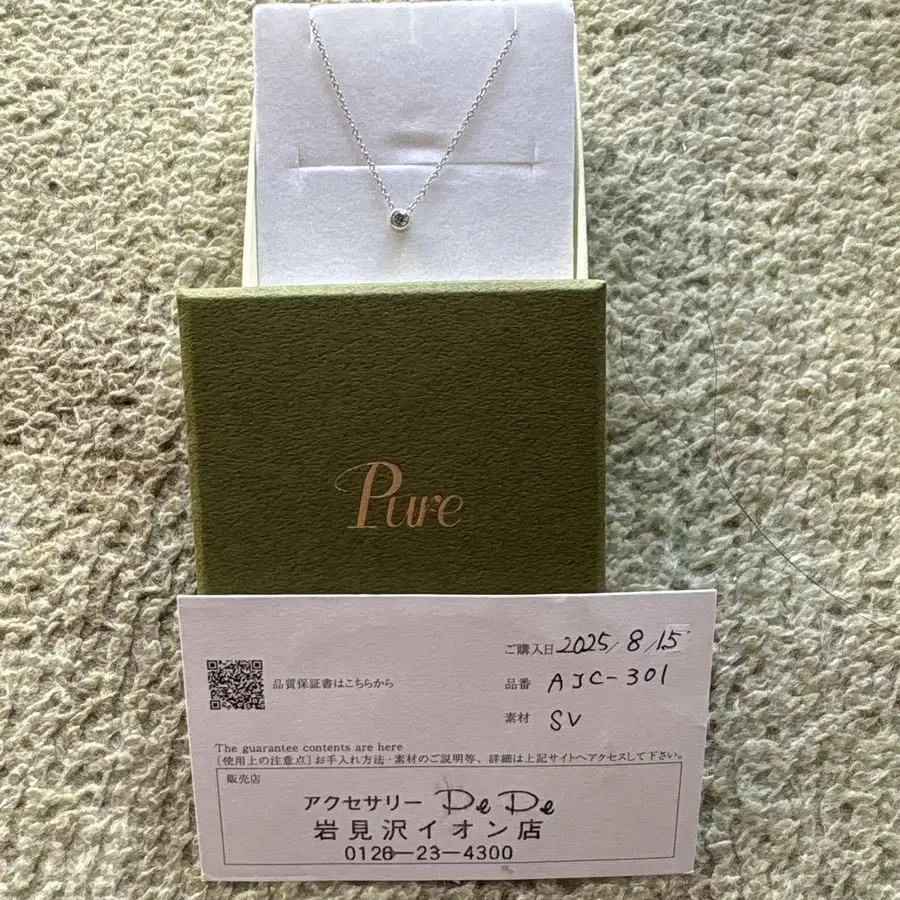 Pure
ご購入日 2025/8/15
品質保証書はこちらから
品番 AJC-301
素材 SV
The guarantee contents are here
〔使用上の注意点〕お手入れ方法・素材のご説明等、詳細は上記サイトへアクセスして下さい。
販売店
アクセサリー DeDe
岩見沢イオン店
0126-23-4300